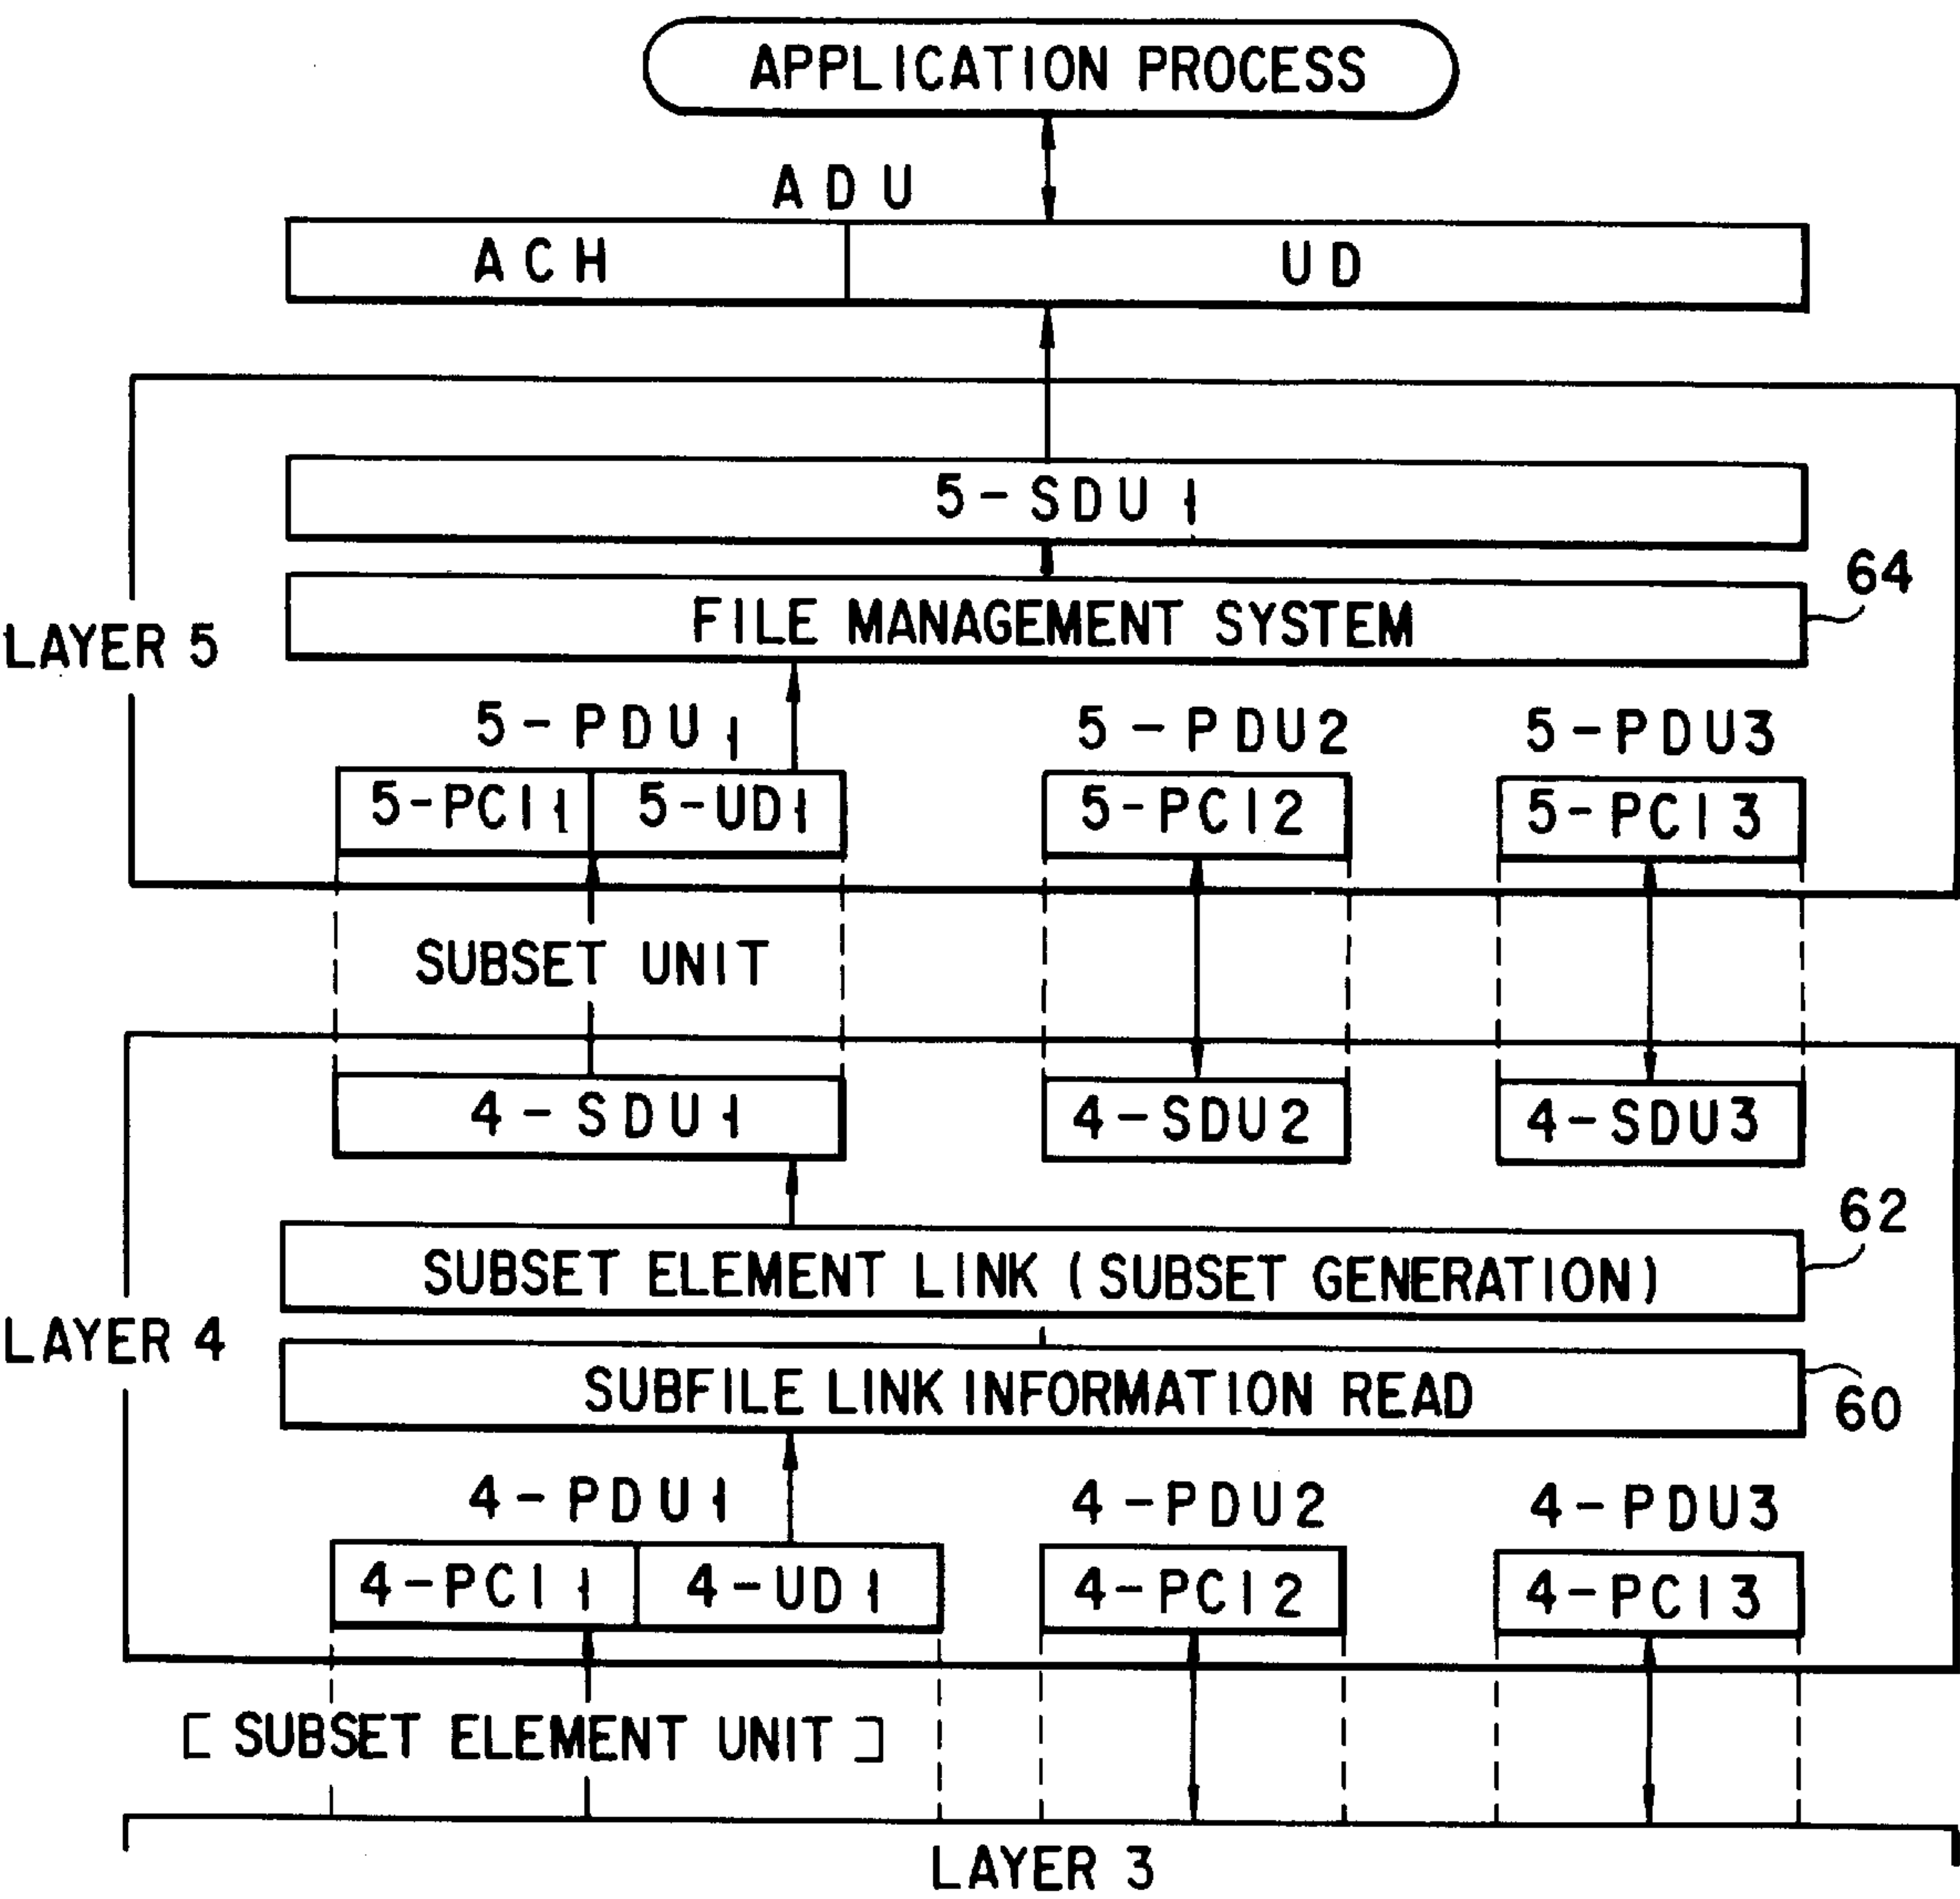 APPLICATION PROCESS
ADU
ACH UD
5-SDU1
64
FILE MANAGEMENT SYSTEM
LAYER 5
5-PDU1 5-PDU2 5-PDU3
5-PCI1 5-UD1 5-PCI2 5-PCI3
SUBSET UNIT
4-SDU1 4-SDU2 4-SDU3
62
SUBSET ELEMENT LINK (SUBSET GENERATION)
LAYER 4
SUBFILE LINK INFORMATION READ
60
4-PDU1 4-PDU2 4-PDU3
4-PCI1 4-UD1 4-PCI2 4-PCI3
[ SUBSET ELEMENT UNIT ]
LAYER 3